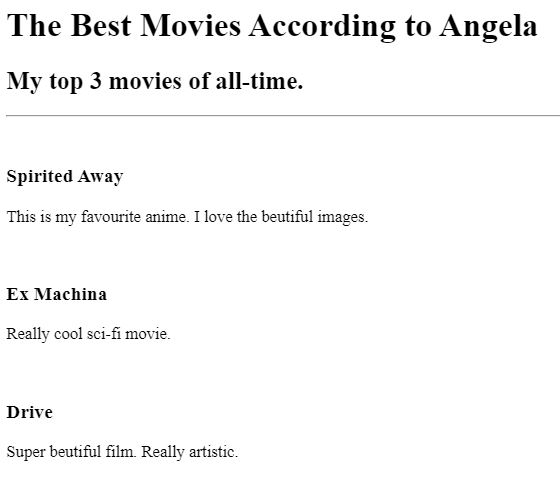 The Best Movies According to Angela
My top 3 movies of all-time.
Spirited Away
This is my favourite anime. I love the beutiful images.
Ex Machina
Really cool sci-fi movie.
Drive
Super beutiful film. Really artistic.